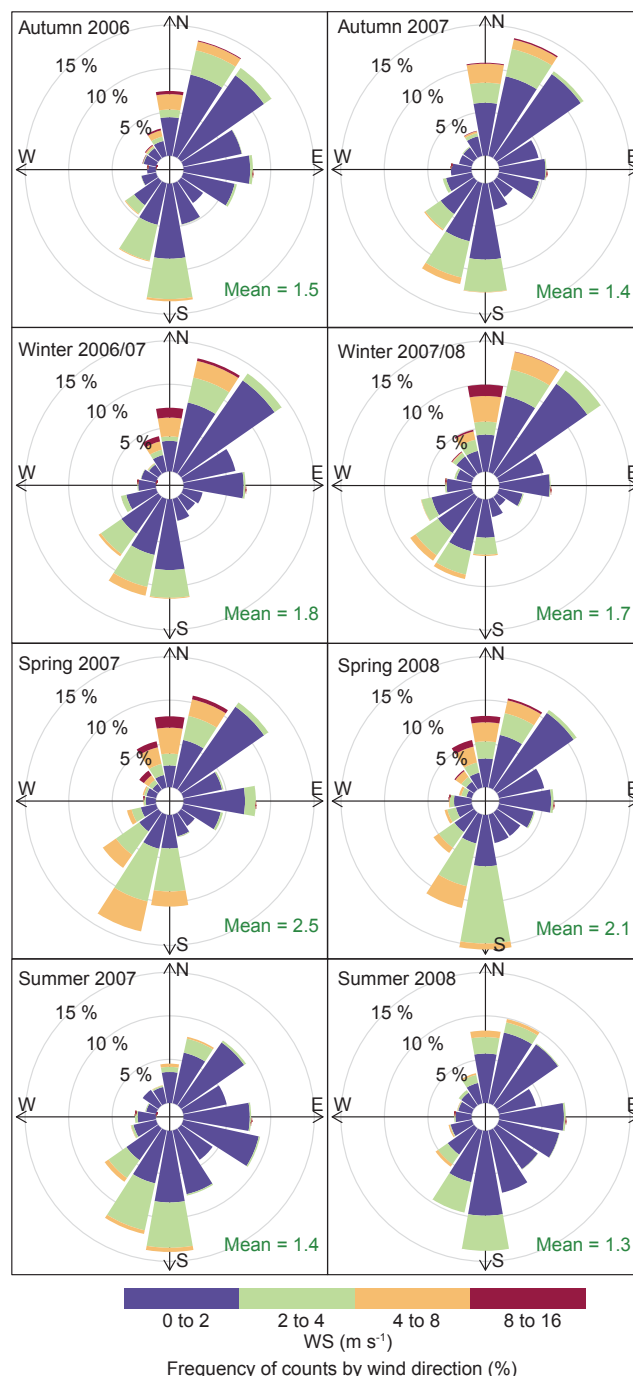 Autumn 2006
N
15 %
10 %
5 %
W
E
S
Mean = 1.5
Autumn 2007
N
15 %
10 %
5 %
W
E
S
Mean = 1.4
Winter 2006/07
N
15 %
10 %
5 %
W
E
S
Mean = 1.8
Winter 2007/08
N
15 %
10 %
5 %
W
E
S
Mean = 1.7
Spring 2007
N
15 %
10 %
5 %
W
E
S
Mean = 2.5
Spring 2008
N
15 %
10 %
5 %
W
E
S
Mean = 2.1
Summer 2007
N
15 %
10 %
5 %
W
E
S
Mean = 1.4
Summer 2008
N
15 %
10 %
5 %
W
E
S
Mean = 1.3
0 to 2 2 to 4 4 to 8 8 to 16
WS (m s⁻¹)
Frequency of counts by wind direction (%)